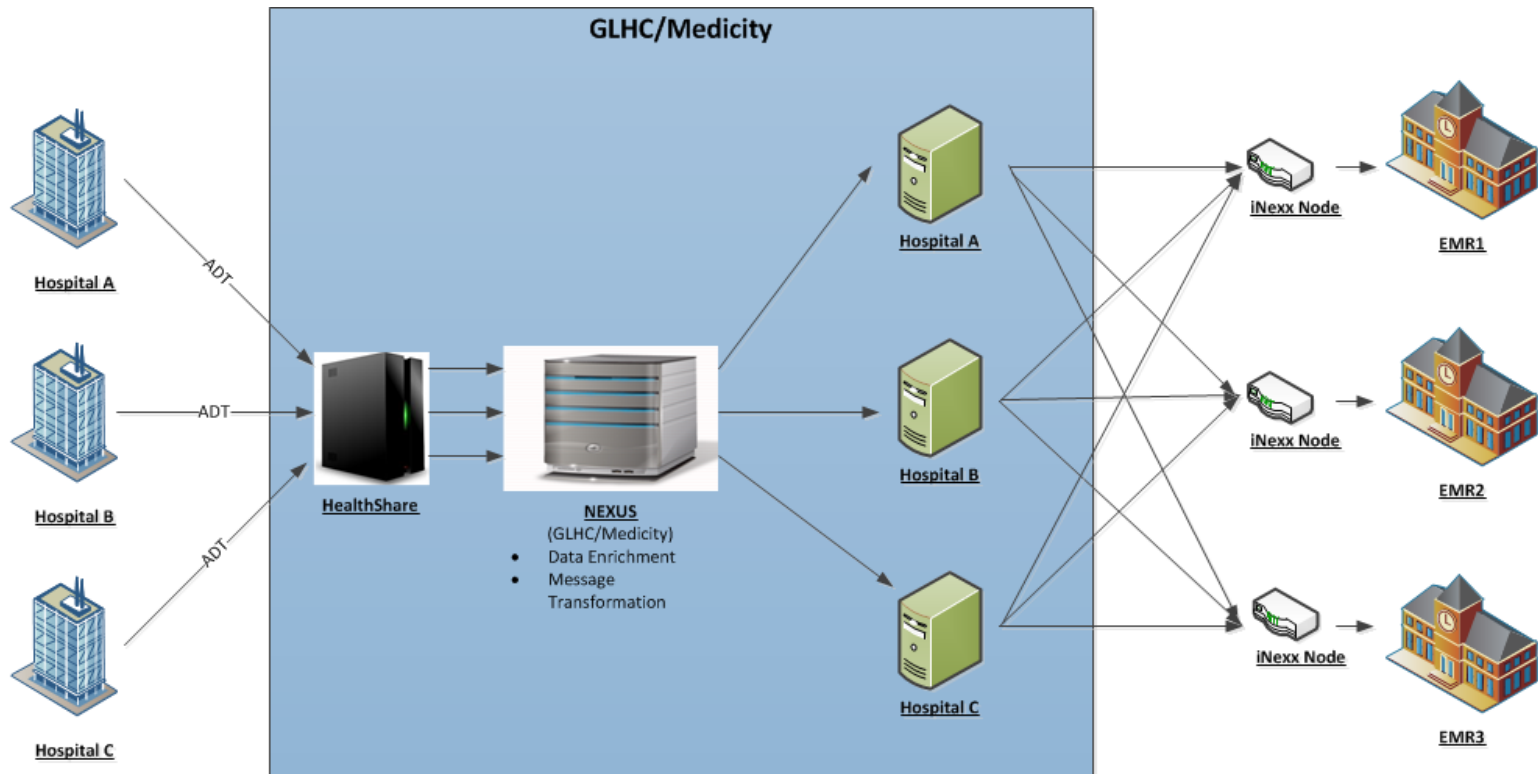 GLHC/Medicity
Hospital A
ADT
Hospital B
ADT
Hospital C
ADT
HealthShare
NEXUS
(GLHC/Medicity)
• Data Enrichment
• Message
Transformation
Hospital A
Hospital B
Hospital C
iNexx Node
iNexx Node
iNexx Node
EMR1
EMR2
EMR3